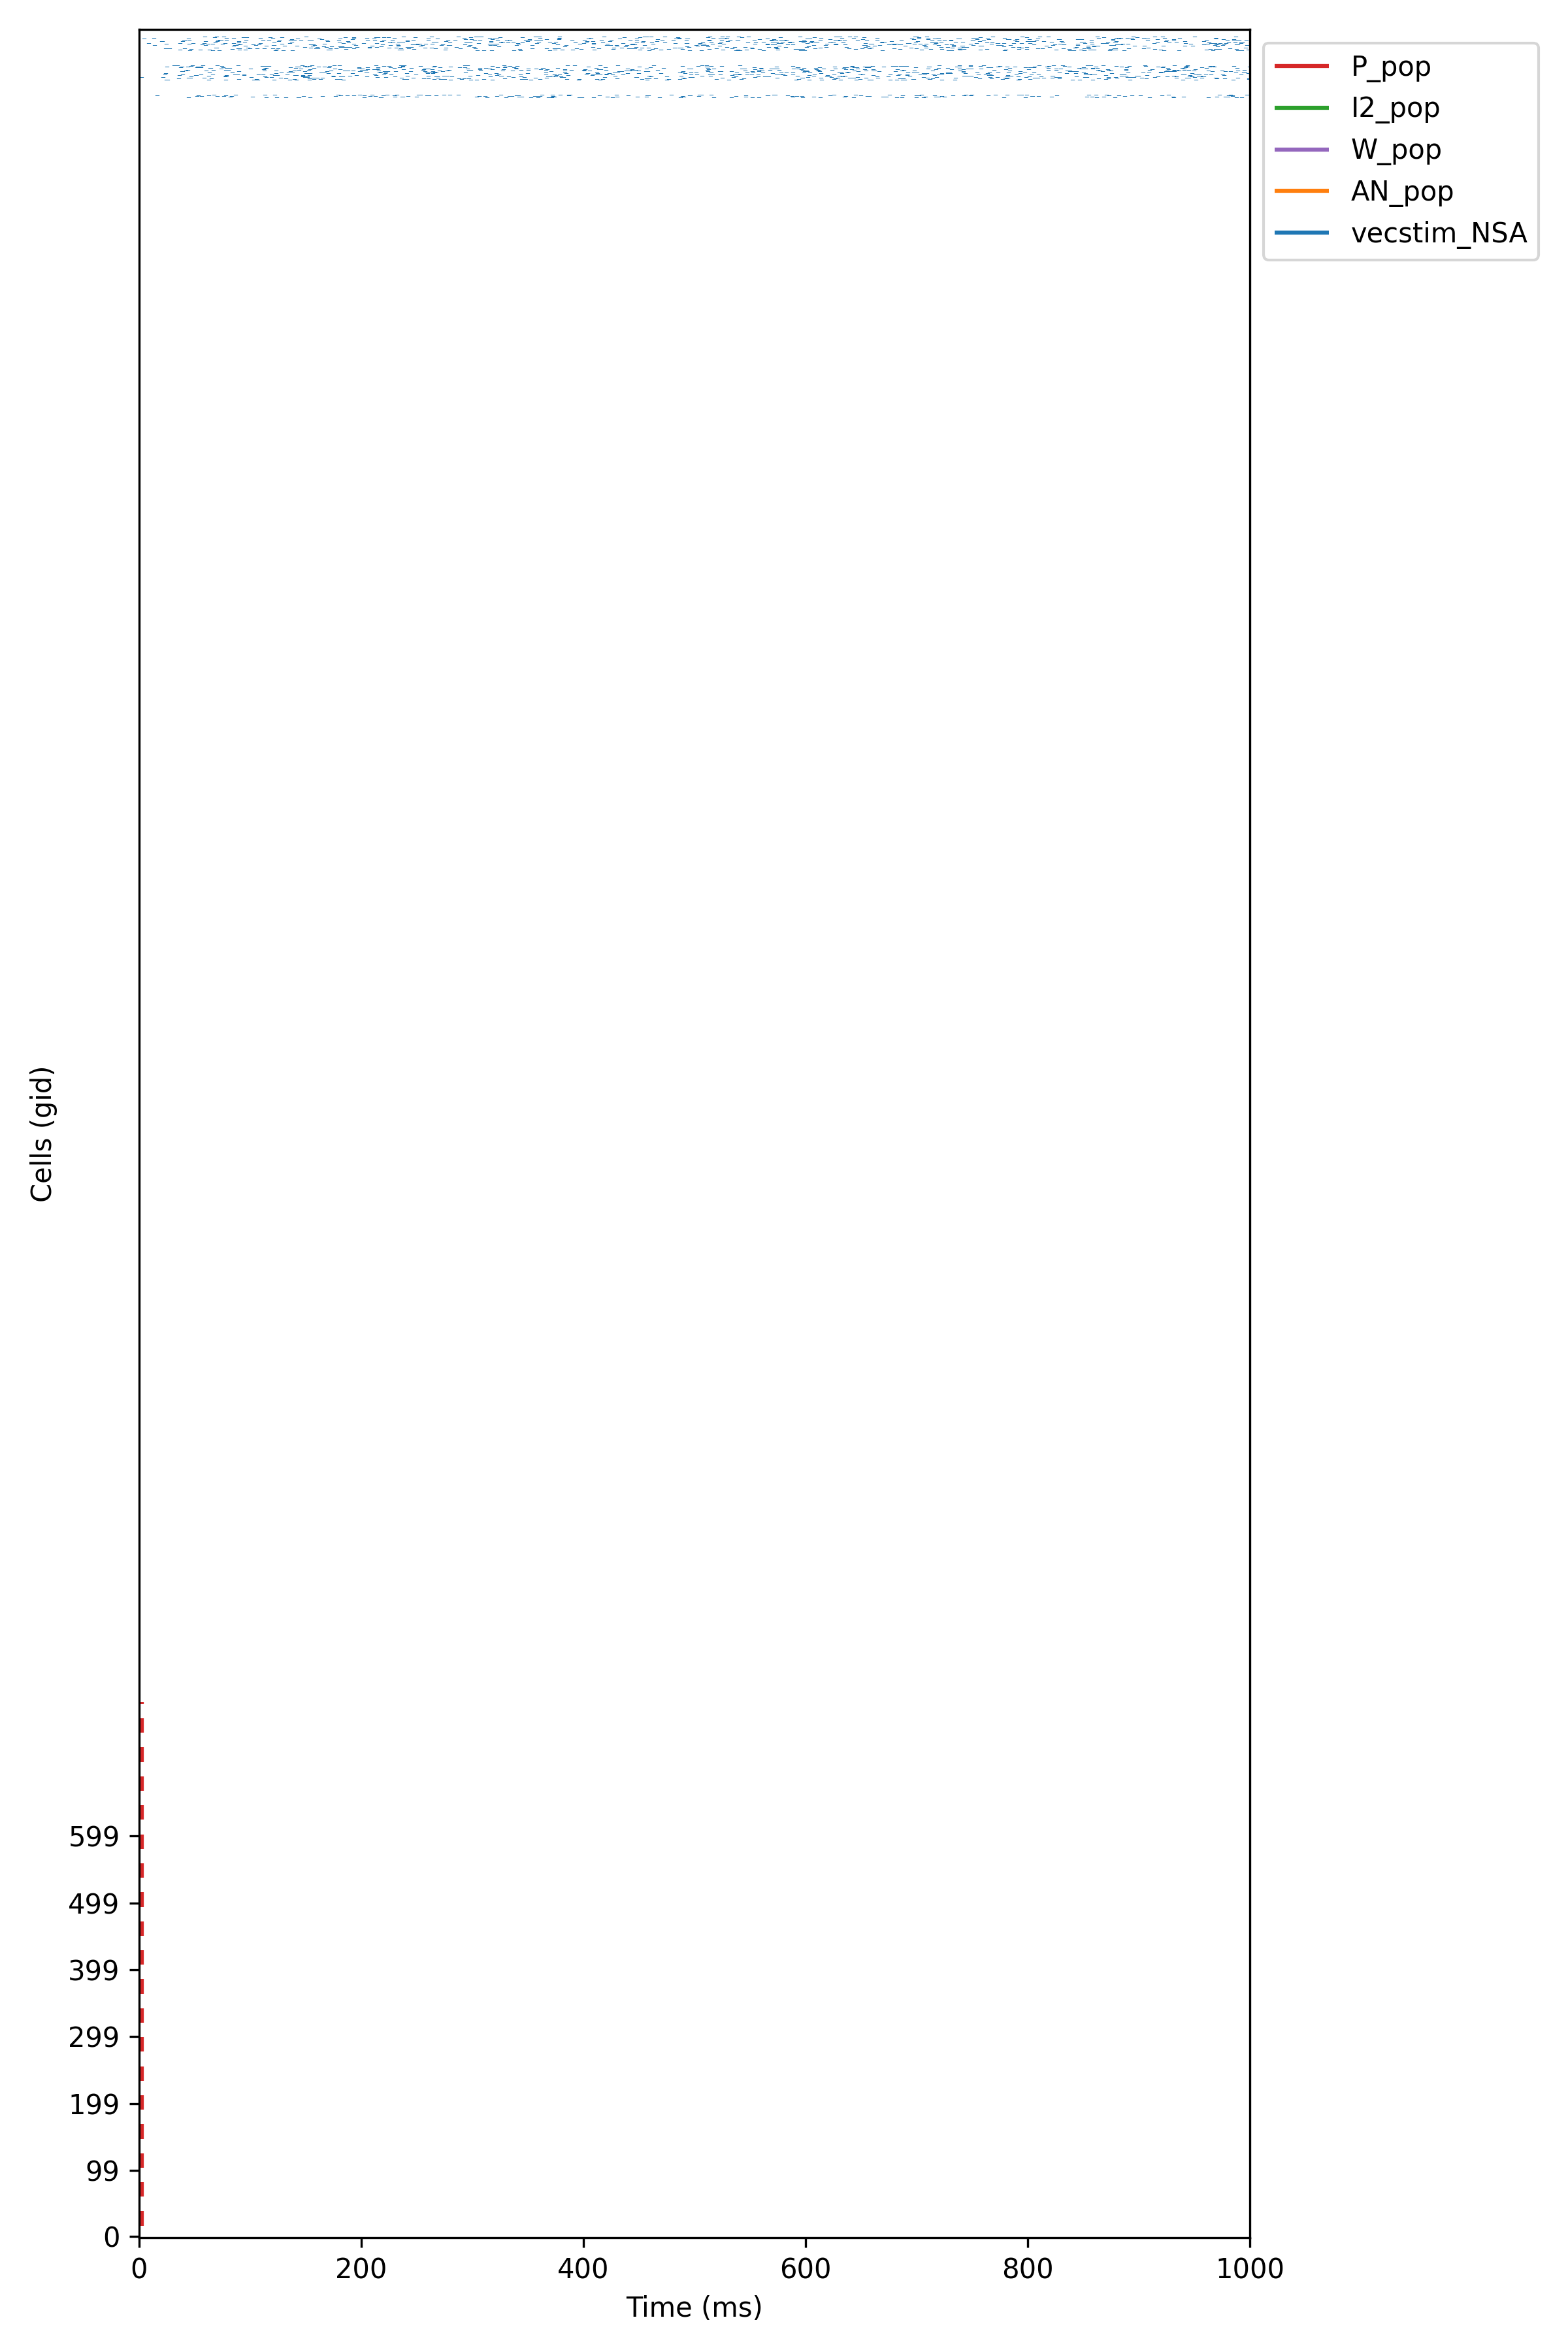 P_pop
I2_pop
W_pop
AN_pop
vecstim_NSA
Cells (gid)
599
499
399
299
199
99
0
0 200 400 600 800 1000
Time (ms)